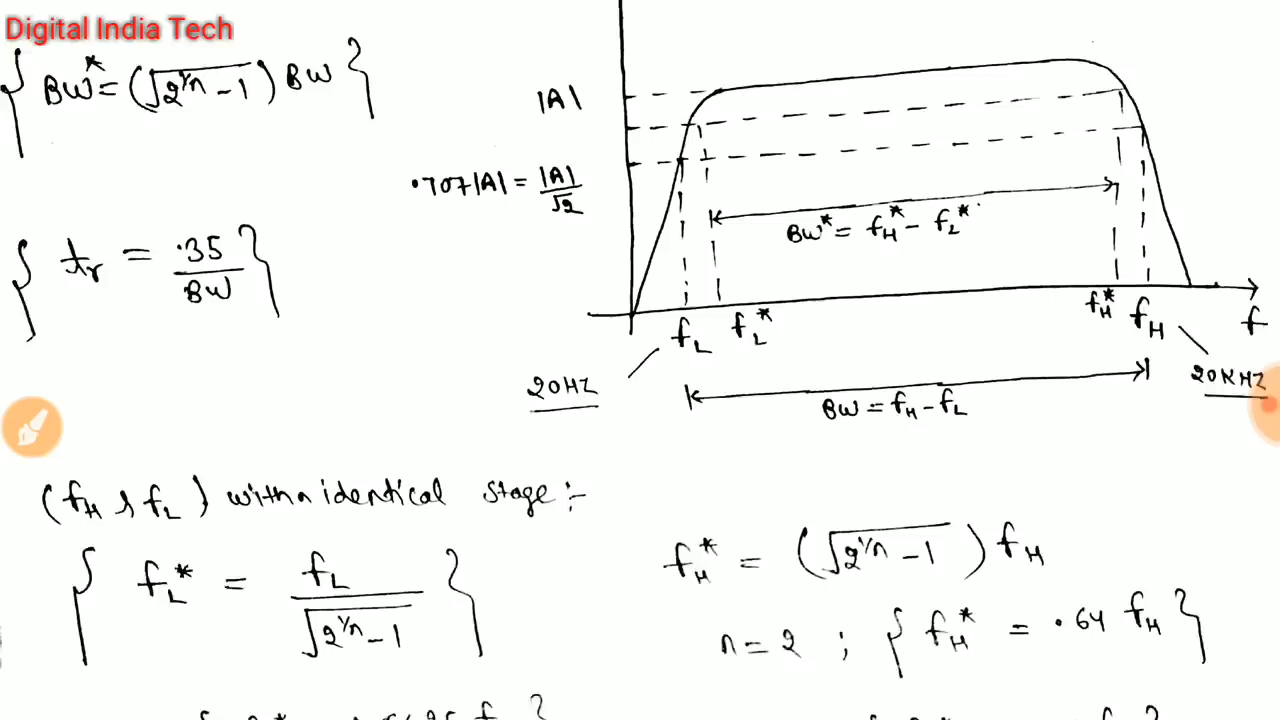 Digital India Tech
{ BW* = (√(2^(1/n) - 1)) BW }
{ tr = .35 / BW }
|A|
.707|A| = |A| / √2
BW* = fH* - fL*
fL fL* fH* fH f
20HZ 20KHZ
BW = fH - fL
(fH & fL) with n identical stage :-
{ fL* = fL / √(2^(1/n) - 1) }
fH* = (√(2^(1/n) - 1)) fH
n = 2 ; { fH* = .64 fH }